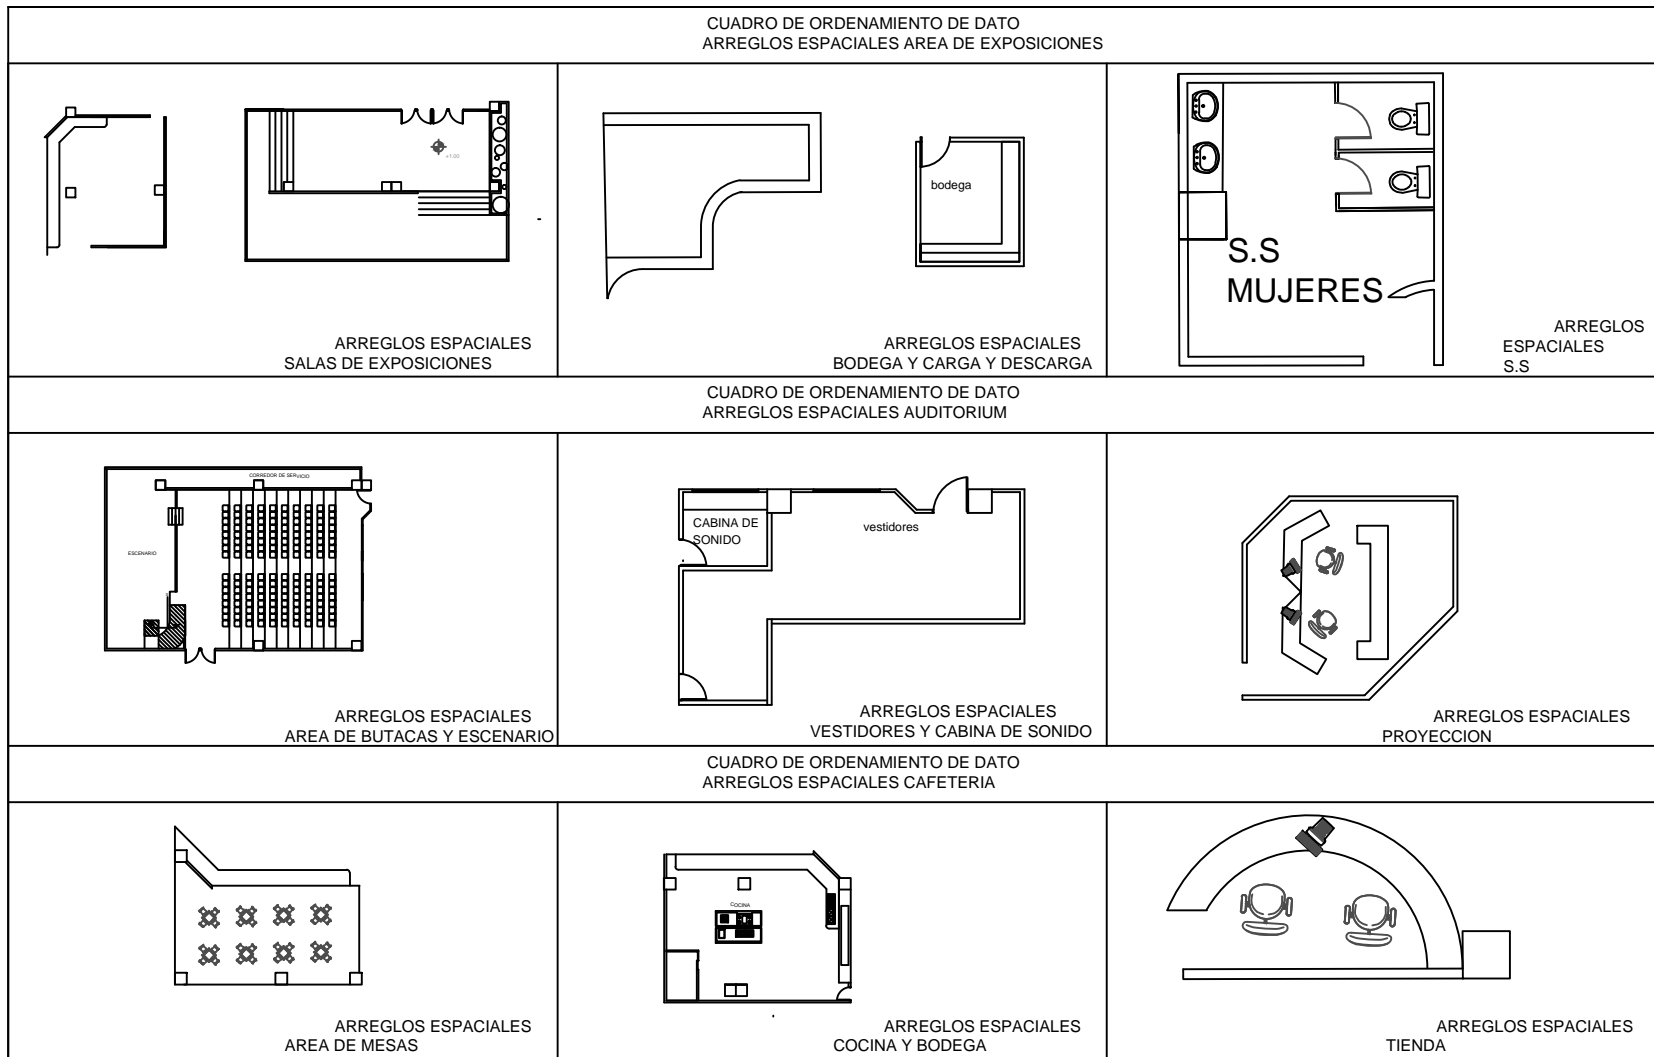 CUADRO DE ORDENAMIENTO DE DATO
ARREGLOS ESPACIALES AREA DE EXPOSICIONES
+1.00
ARREGLOS ESPACIALES
SALAS DE EXPOSICIONES
bodega
ARREGLOS ESPACIALES
BODEGA Y CARGA Y DESCARGA
S.S
MUJERES
ARREGLOS
ESPACIALES
S.S
CUADRO DE ORDENAMIENTO DE DATO
ARREGLOS ESPACIALES AUDITORIUM
CORREDOR DE SERVICIO
ESCENARIO
ARREGLOS ESPACIALES
AREA DE BUTACAS Y ESCENARIO
CABINA DE
SONIDO
vestidores
ARREGLOS ESPACIALES
VESTIDORES Y CABINA DE SONIDO
ARREGLOS ESPACIALES
PROYECCION
CUADRO DE ORDENAMIENTO DE DATO
ARREGLOS ESPACIALES CAFETERIA
ARREGLOS ESPACIALES
AREA DE MESAS
COCINA
ARREGLOS ESPACIALES
COCINA Y BODEGA
ARREGLOS ESPACIALES
TIENDA